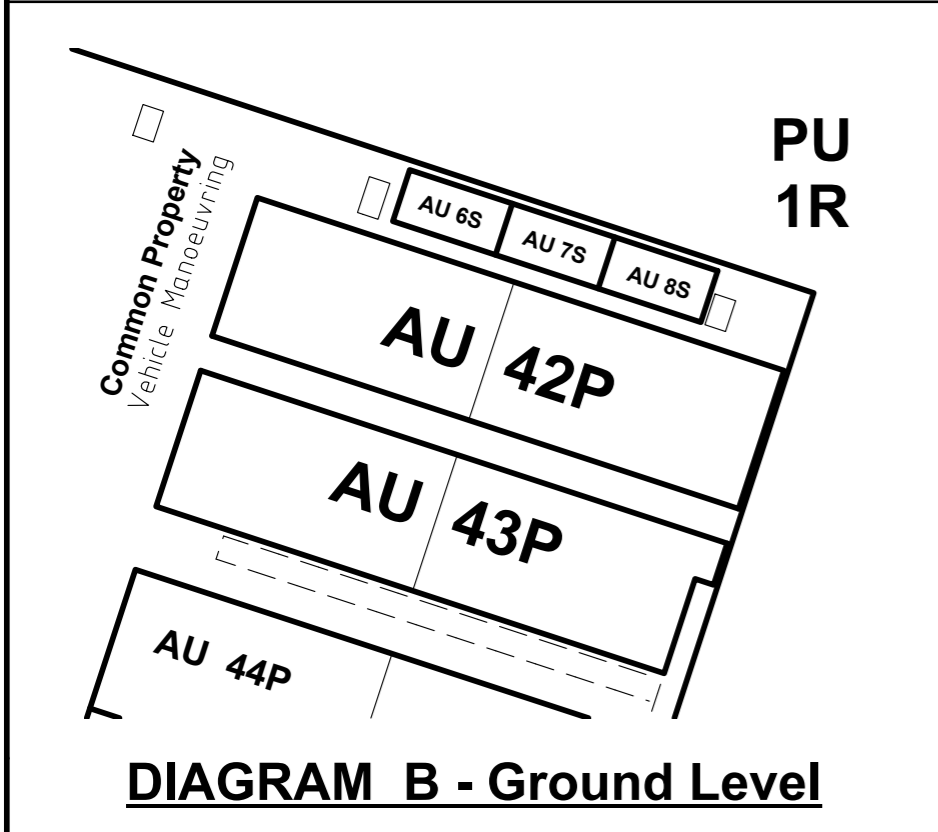 PU
1R
Common Property
Vehicle Manoeuvring
AU 6S
AU 7S
AU 8S
AU 42P
AU 43P
AU 44P
DIAGRAM B - Ground Level